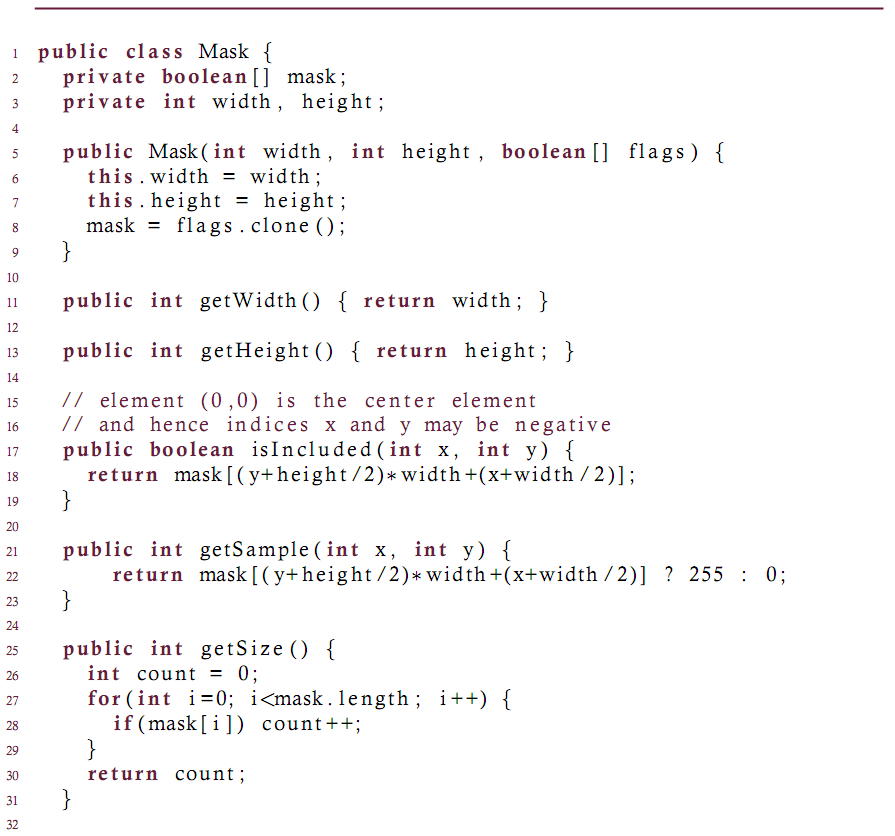 1 public class Mask {
2 private boolean[] mask;
3 private int width, height;
4
5 public Mask(int width, int height, boolean[] flags) {
6 this.width = width;
7 this.height = height;
8 mask = flags.clone();
9 }
10
11 public int getWidth() { return width; }
12
13 public int getHeight() { return height; }
14
15 // element (0,0) is the center element
16 // and hence indices x and y may be negative
17 public boolean isIncluded(int x, int y) {
18 return mask[(y+height/2)*width+(x+width/2)];
19 }
20
21 public int getSample(int x, int y) {
22 return mask[(y+height/2)*width+(x+width/2)] ? 255 : 0;
23 }
24
25 public int getSize() {
26 int count = 0;
27 for(int i=0; i<mask.length; i++) {
28 if(mask[i]) count++;
29 }
30 return count;
31 }
32